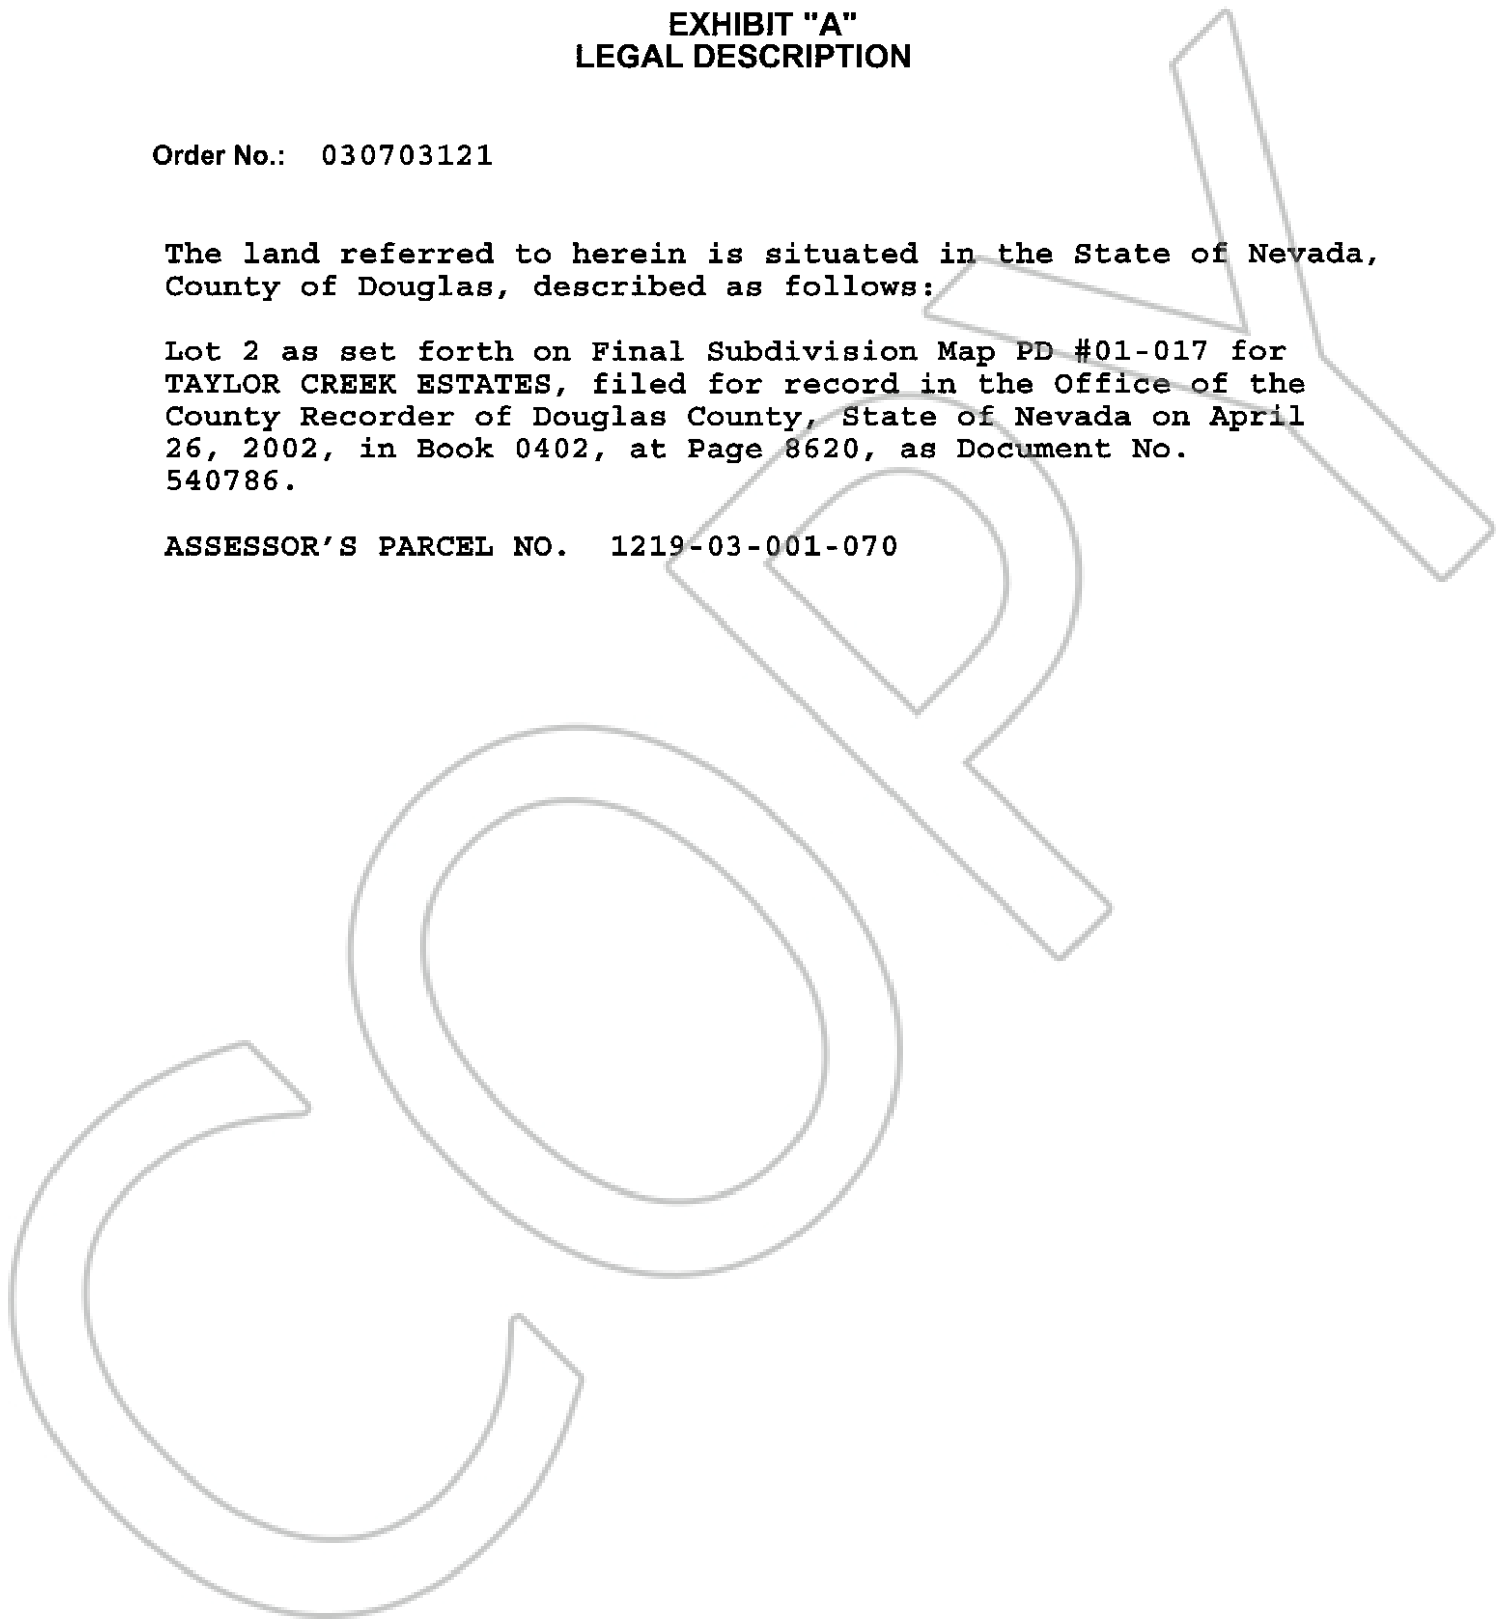 EXHIBIT "A"
LEGAL DESCRIPTION
Order No.: 030703121
The land referred to herein is situated in the State of Nevada,
County of Douglas, described as follows:
Lot 2 as set forth on Final Subdivision Map PD #01-017 for
TAYLOR CREEK ESTATES, filed for record in the Office of the
County Recorder of Douglas County, State of Nevada on April
26, 2002, in Book 0402, at Page 8620, as Document No.
540786.
ASSESSOR'S PARCEL NO. 1219-03-001-070
COPY